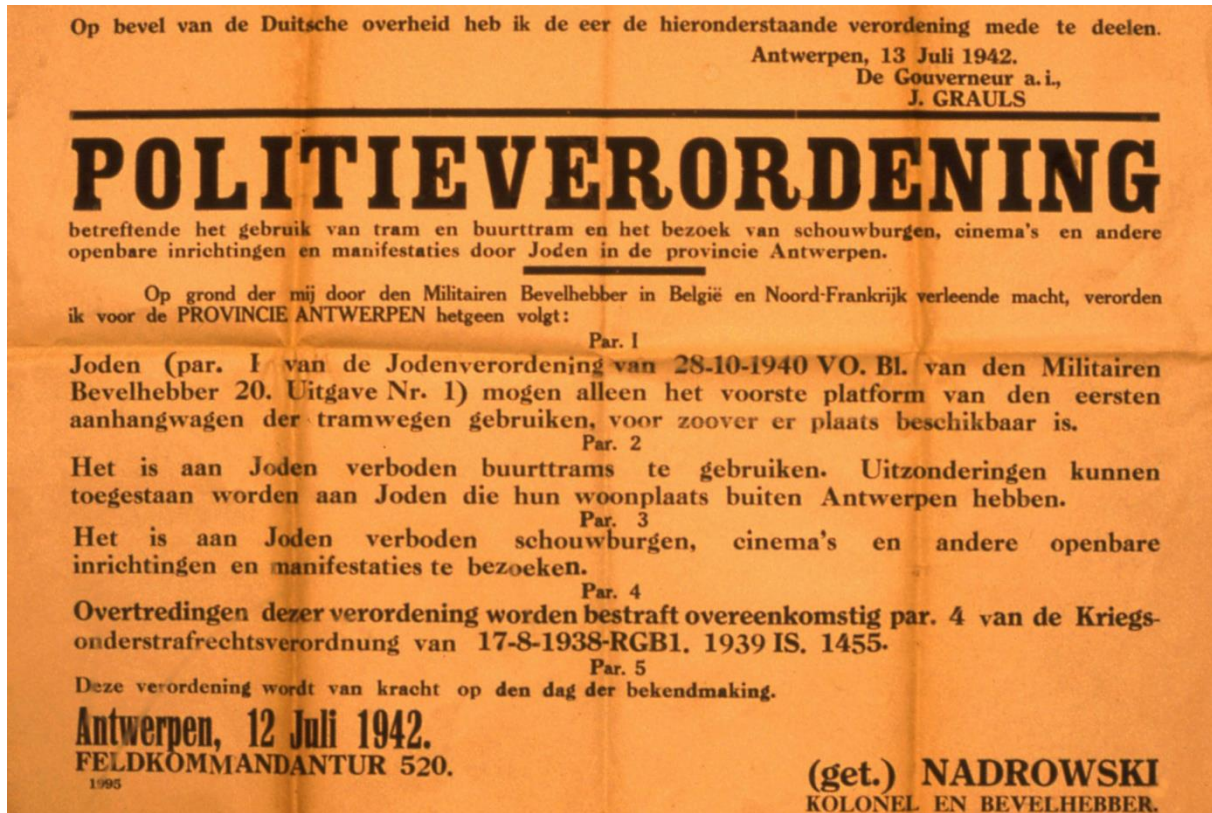 Op bevel van de Duitsche overheid heb ik de eer de hieronderstaande verordening mede te deelen.
Antwerpen, 13 Juli 1942.
De Gouverneur a.i.,
J. GRAULS
POLITIEVERORDENING
betreftende het gebruik van tram en buurttram en het bezoek van schouwburgen, cinema's en andere
openbare inrichtingen en manifestaties door Joden in de provincie Antwerpen.
Op grond der mij door den Militairen Bevelhebber in België en Noord-Frankrijk verleende macht, verorden
ik voor de PROVINCIE ANTWERPEN hetgeen volgt:
Par. I
Joden (par. I van de Jodenverordening van 28-10-1940 VO. Bl. van den Militairen
Bevelhebber 20. Uitgave Nr. 1) mogen alleen het voorste platform van den eersten
aanhangwagen der tramwegen gebruiken, voor zoover er plaats beschikbaar is.
Par. 2
Het is aan Joden verboden buurttrams te gebruiken. Uitzonderingen kunnen
toegestaan worden aan Joden die hun woonplaats buiten Antwerpen hebben.
Par. 3
Het is aan Joden verboden schouwburgen, cinema's en andere openbare
inrichtingen en manifestaties te bezoeken.
Par. 4
Overtredingen dezer verordening worden bestraft overeenkomstig par. 4 van de Kriegs-
onderstrafrechtsverordnung van 17-8-1938-RGB1. 1939 IS. 1455.
Par. 5
Deze verordening wordt van kracht op den dag der bekendmaking.
Antwerpen, 12 Juli 1942.
FELDKOMMANDANTUR 520.
1995
(get.) NADROWSKI
KOLONEL EN BEVELHEBBER.